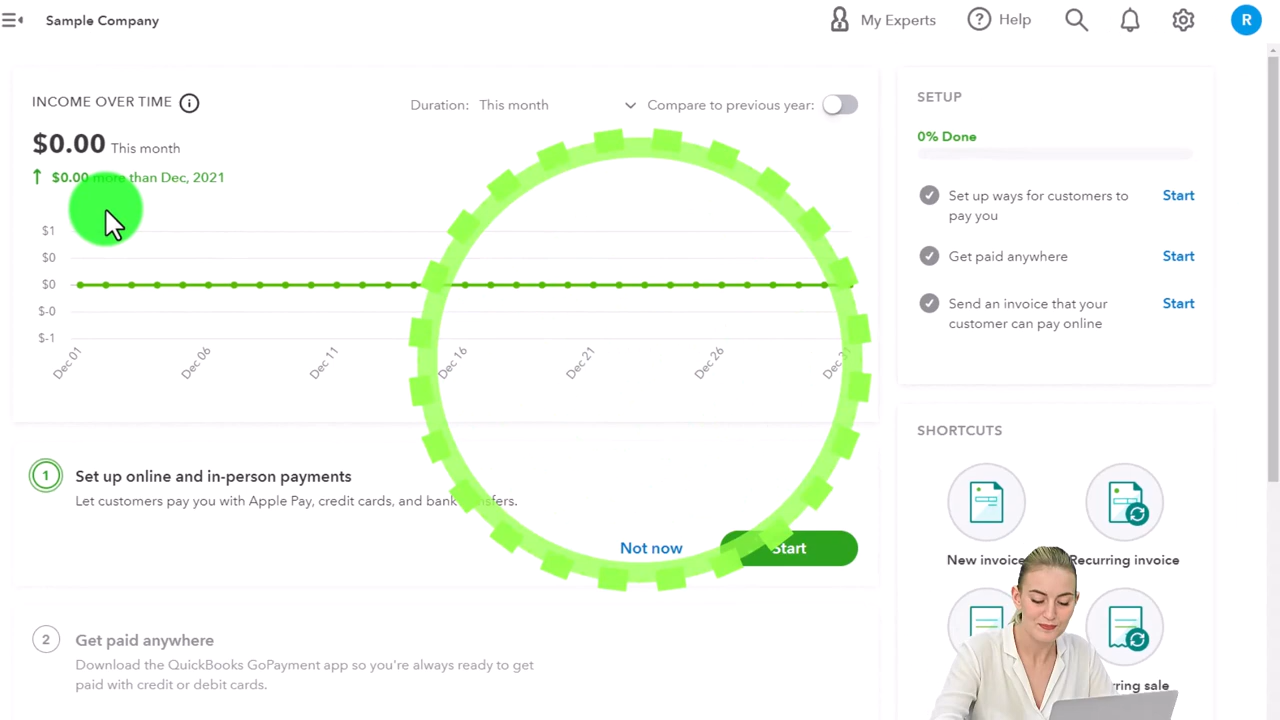 Sample Company
My Experts
Help
R
INCOME OVER TIME
Duration: This month
Compare to previous year:
$0.00 This month
$0.00 more than Dec, 2021
$1
$0
$0
$-0
$-1
Dec 01
Dec 06
Dec 11
Dec 16
Dec 21
Dec 26
Dec 31
1
Set up online and in-person payments
Let customers pay you with Apple Pay, credit cards, and bank transfers.
Not now
Start
2
Get paid anywhere
Download the QuickBooks GoPayment app so you're always ready to get
paid with credit or debit cards.
SETUP
0% Done
Set up ways for customers to
pay you
Start
Get paid anywhere
Start
Send an invoice that your
customer can pay online
Start
SHORTCUTS
New invoice
Recurring invoice
sale